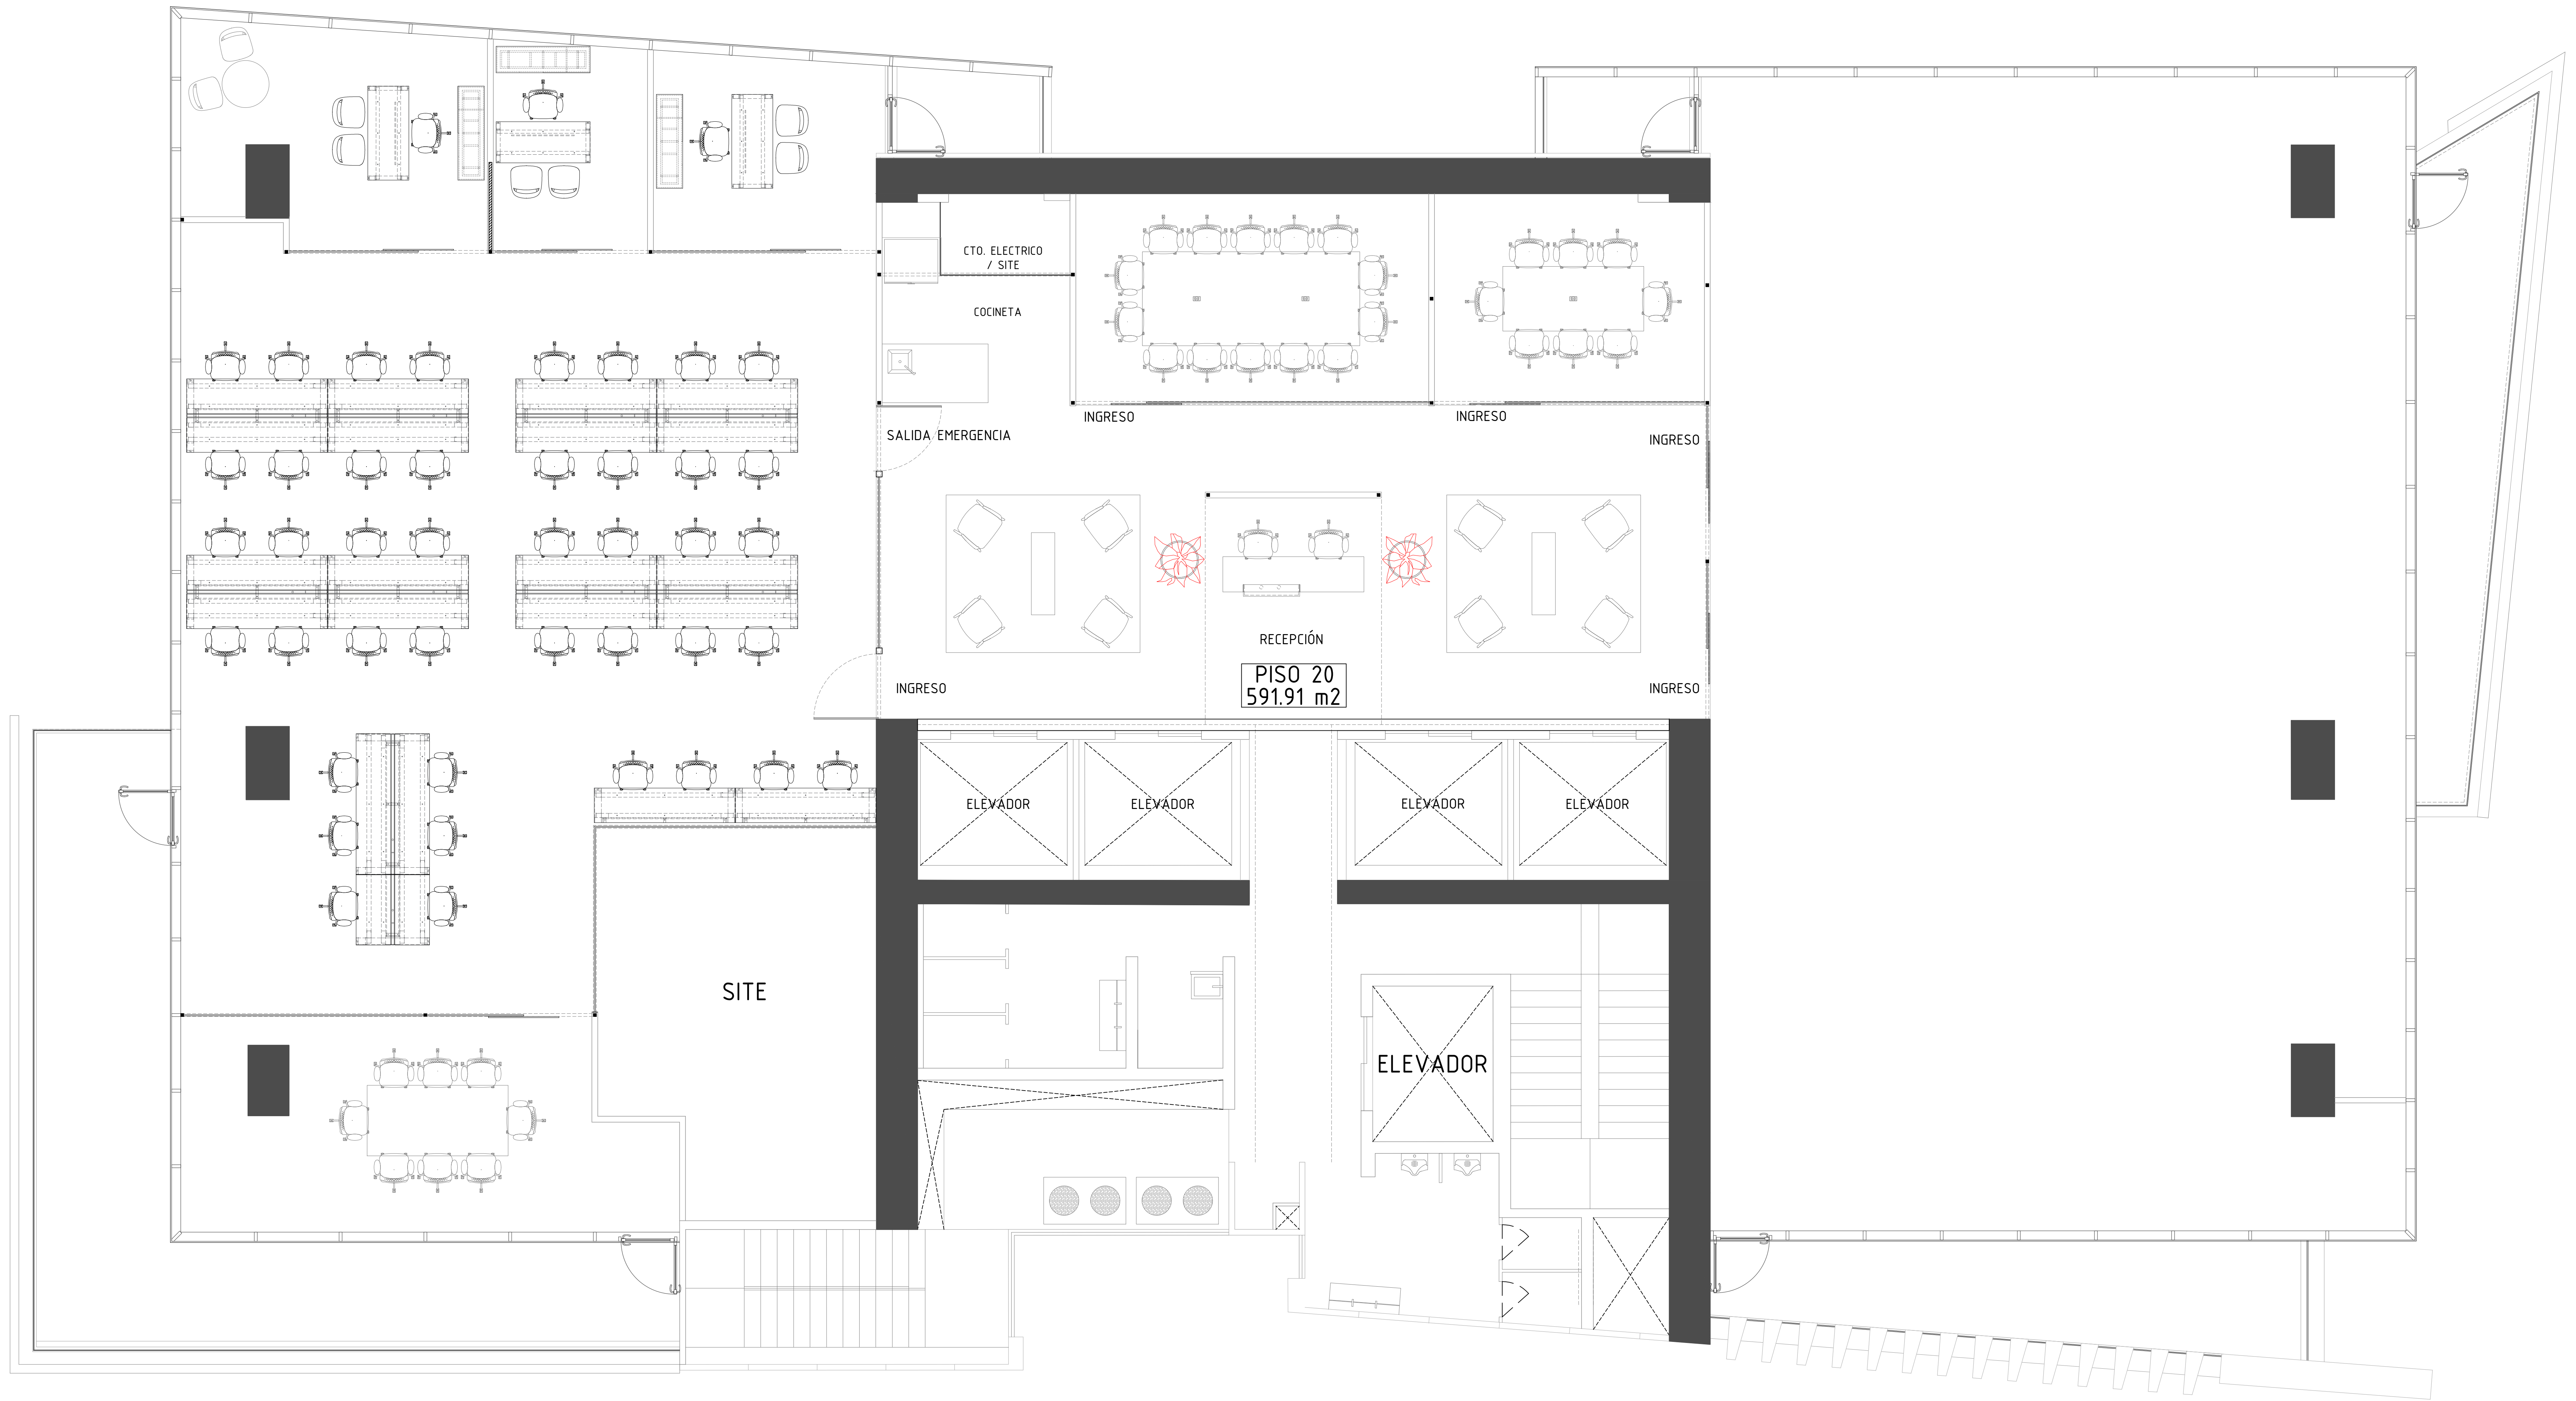 CTO. ELECTRICO
/ SITE
COCINETA
INGRESO
INGRESO
SALIDA EMERGENCIA
INGRESO
RECEPCIÓN
PISO 20
591.91 m2
INGRESO
INGRESO
ELEVADOR
ELEVADOR
ELEVADOR
ELEVADOR
SITE
ELEVADOR